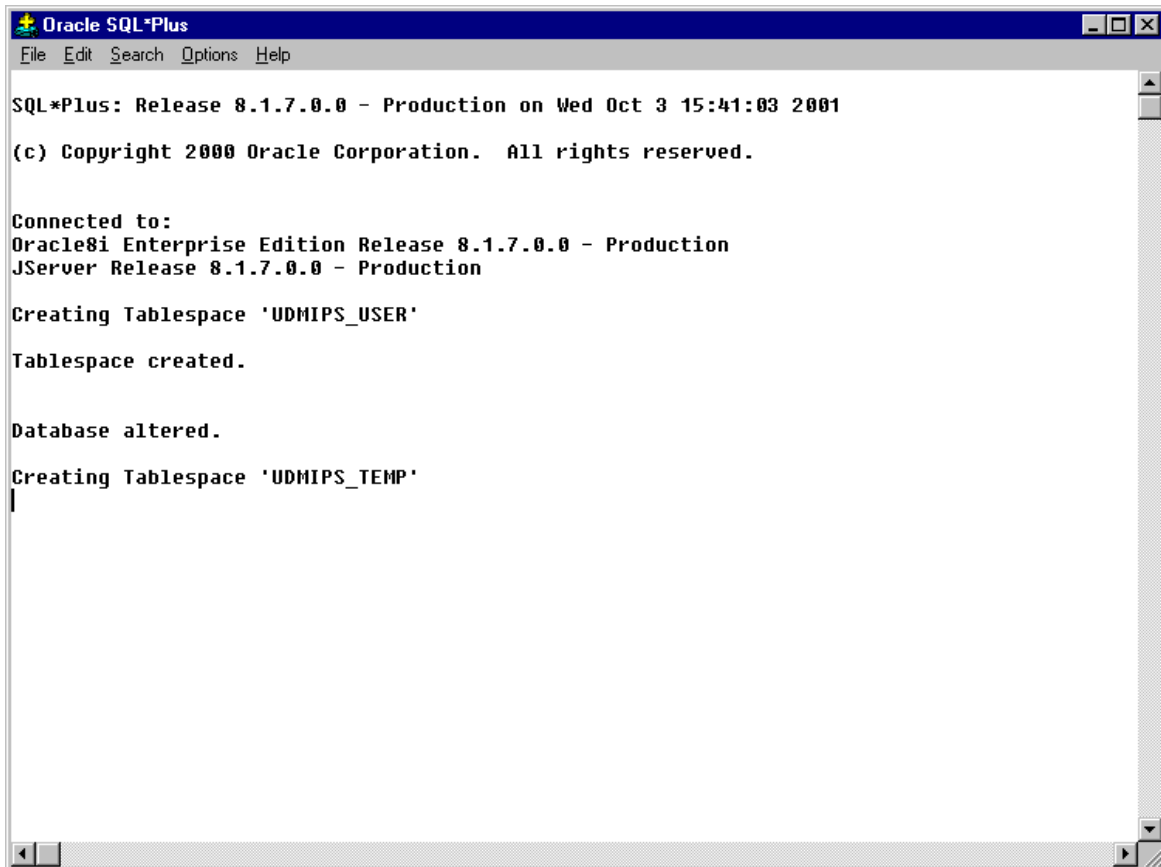 Oracle SQL*Plus
File Edit Search Options Help
SQL*Plus: Release 8.1.7.0.0 - Production on Wed Oct 3 15:41:03 2001
(c) Copyright 2000 Oracle Corporation.  All rights reserved.
Connected to:
Oracle8i Enterprise Edition Release 8.1.7.0.0 - Production
JServer Release 8.1.7.0.0 - Production
Creating Tablespace 'UDMIPS_USER'
Tablespace created.
Database altered.
Creating Tablespace 'UDMIPS_TEMP'